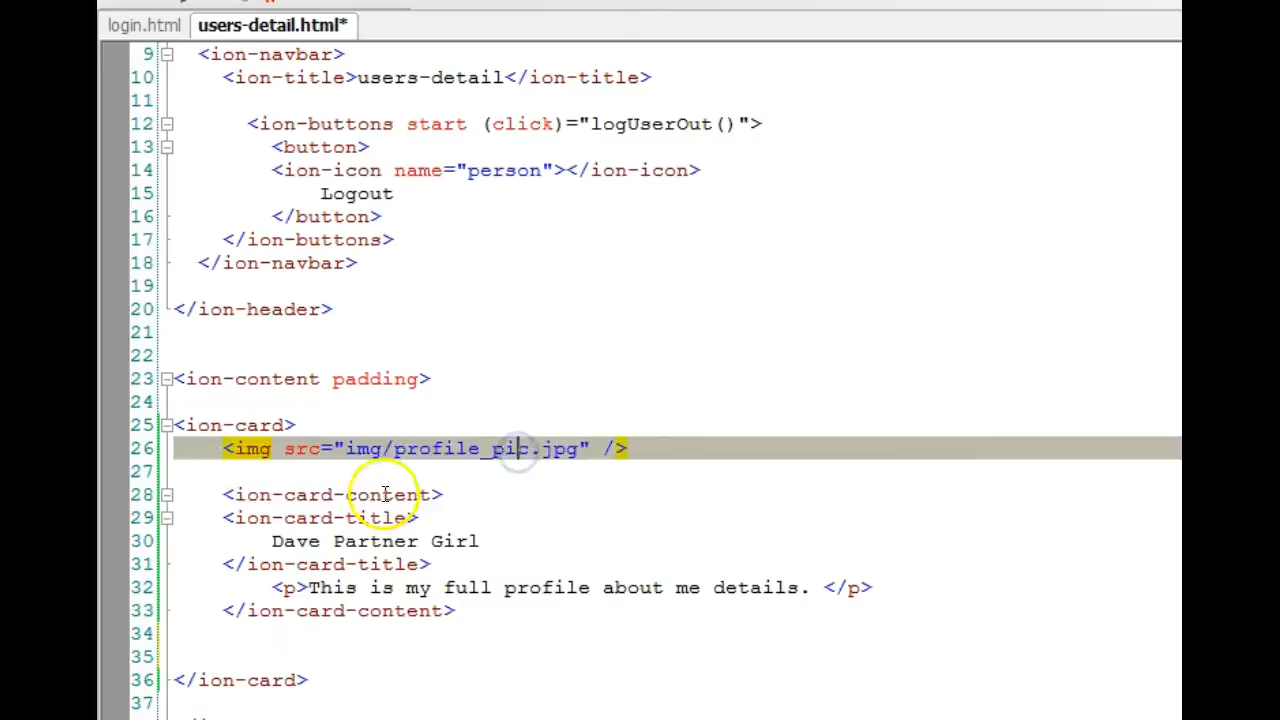 login.html users-detail.html*
9 <ion-navbar>
10 <ion-title>users-detail</ion-title>
11
12 <ion-buttons start (click)="logUserOut()">
13 <button>
14 <ion-icon name="person"></ion-icon>
15 Logout
16 </button>
17 </ion-buttons>
18 </ion-navbar>
19
20 </ion-header>
21
22
23 <ion-content padding>
24
25 <ion-card>
26 <img src="img/profile_pic.jpg" />
27
28 <ion-card-content>
29 <ion-card-title>
30 Dave Partner Girl
31 </ion-card-title>
32 <p>This is my full profile about me details. </p>
33 </ion-card-content>
34
35
36 </ion-card>
37